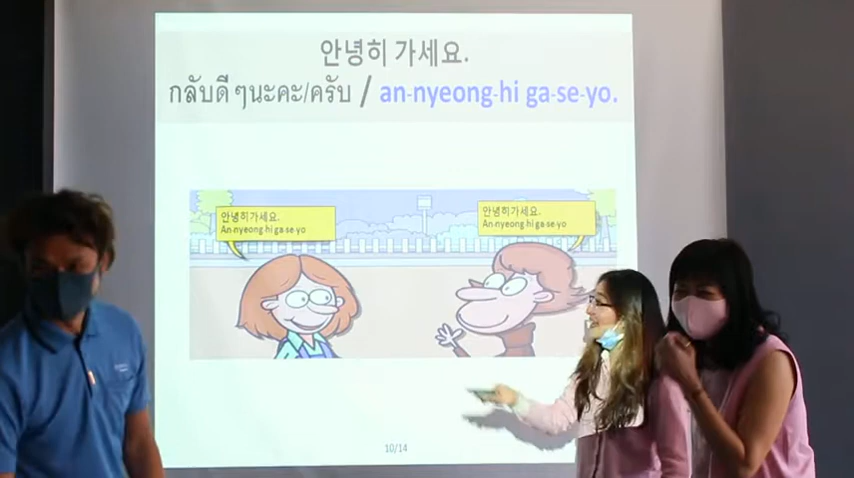 안녕히 가세요.
กลับดี ๆนะคะ/ครับ / an-nyeong-hi ga-se-yo.
안녕히가세요.
An-nyeong hi ga se-yo
안녕히가세요.
An-nyeong hi ga se-yo
10/14